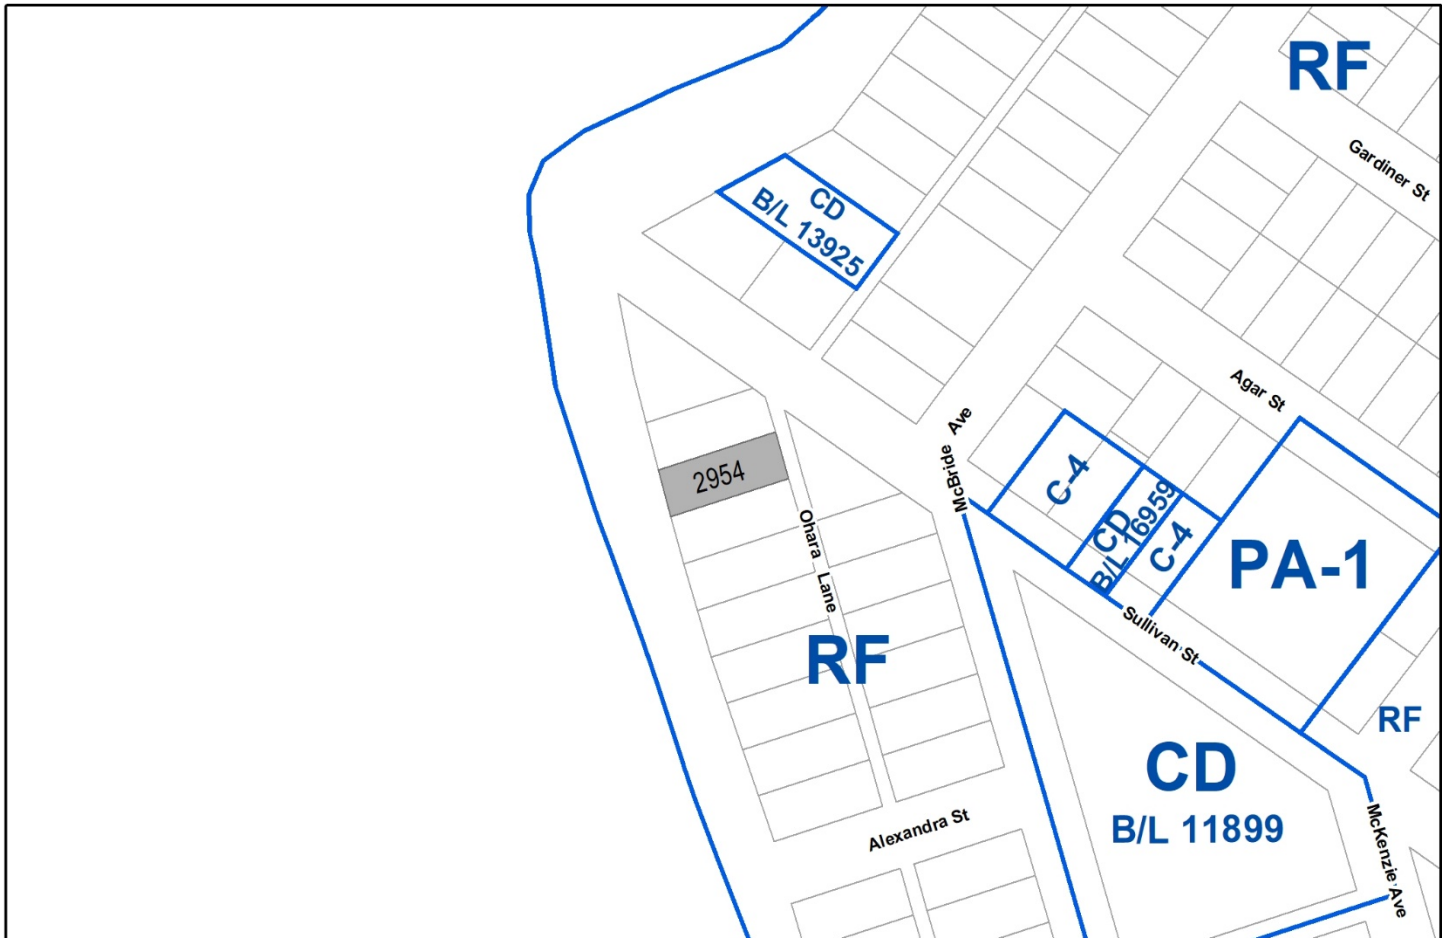 RF
Gardiner St
CD
B/L 13925
Agar St
McBride Ave
C-4
CD
B/L 16959
C-4
PA-1
2954
Ohara Lane
Sullivan St
RF
RF
CD
B/L 11899
Alexandra St
McKenzie Ave